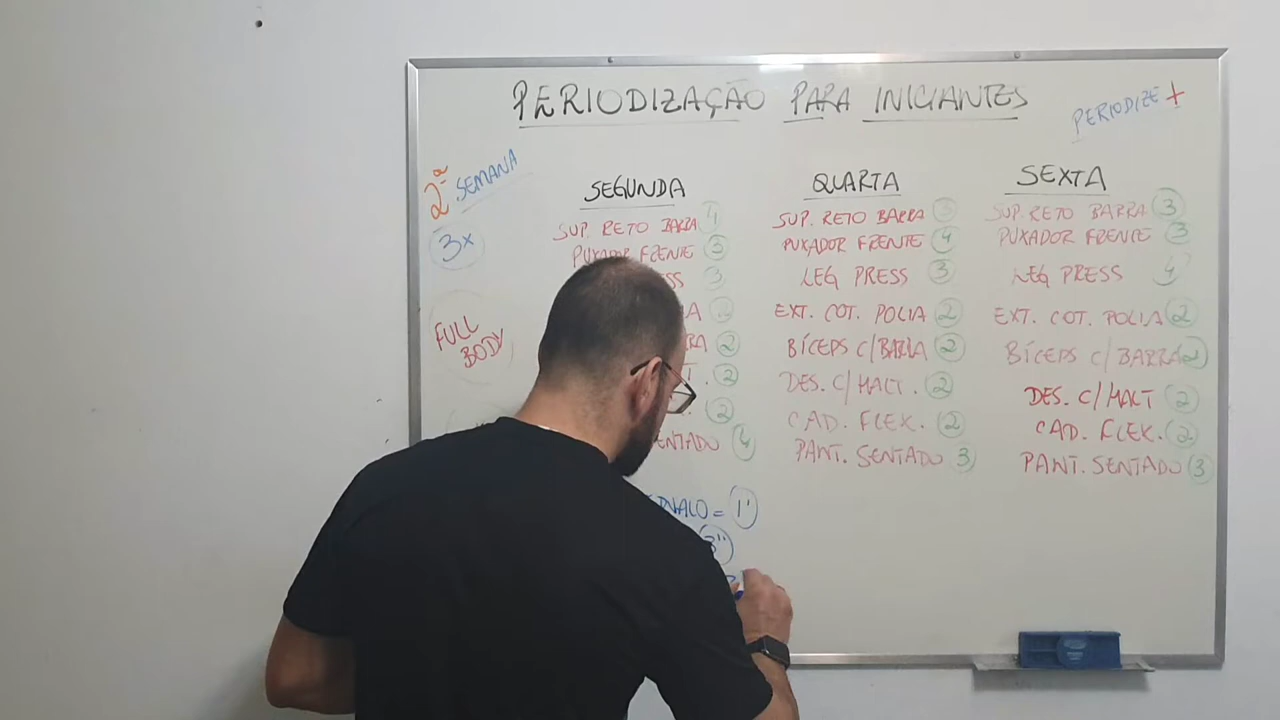 PERIODIZAÇÃO PARA INICIANTES
PERIODIZE +
2ª SEMANA
3x
FULL
BODY
SEGUNDA
SUP. RETO BARRA 4
PUXADOR FRENTE 3
SS 3
RA 2
. 2
2
ENTADO 4
= 1'
3"
QUARTA
SUP. RETO BARRA 3
PUXADOR FRENTE 4
LEG PRESS 3
EXT. COT. POLIA 2
BÍCEPS C/BARRA 2
DES. C/ HALT. 2
CAD. FLEX. 2
PANT. SENTADO 3
SEXTA
SUP. RETO BARRA 3
PUXADOR FRENTE 3
LEG PRESS 4
EXT. COT. POLIA 2
BÍCEPS C/BARRA 2
DES. C/HALT 2
CAD. FLEX. 2
PANT. SENTADO 3